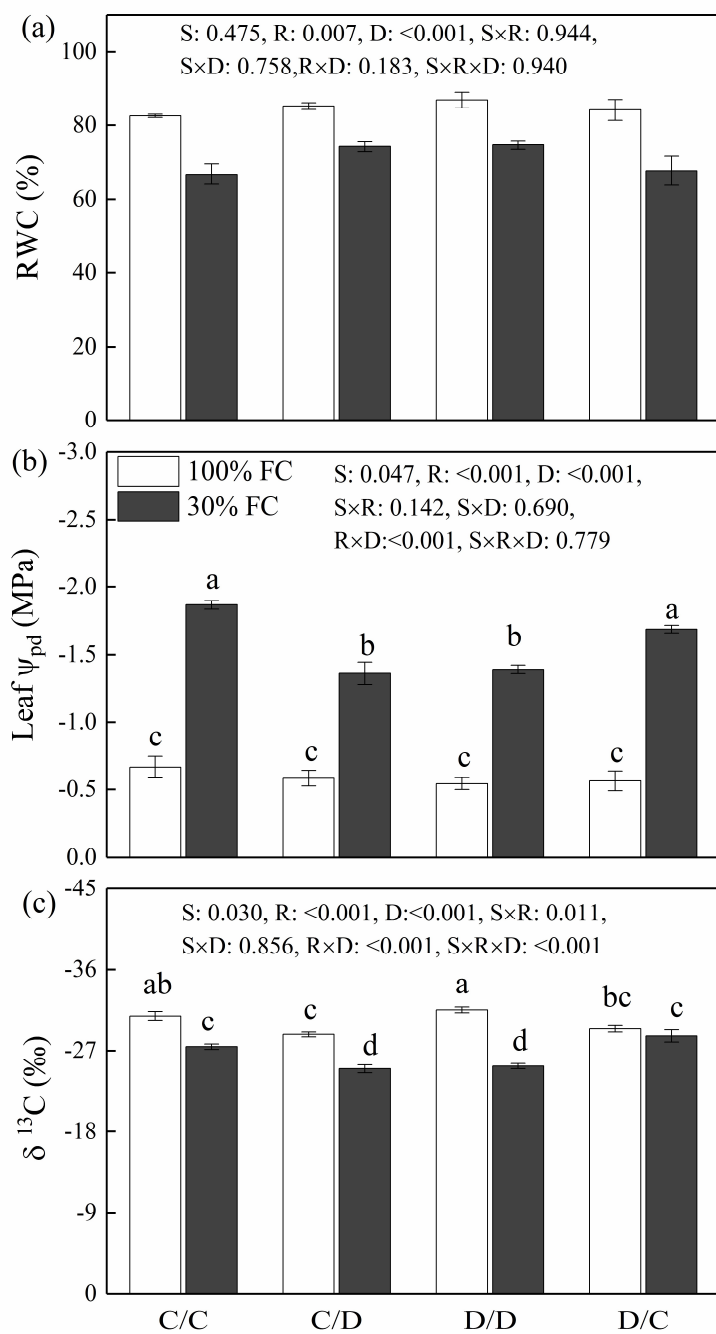 (a)
S: 0.475, R: 0.007, D: <0.001, S×R: 0.944,
S×D: 0.758,R×D: 0.183, S×R×D: 0.940
RWC (%)
100
80
60
40
20
0
(b)
100% FC
30% FC
S: 0.047, R: <0.001, D: <0.001,
S×R: 0.142, S×D: 0.690,
R×D:<0.001, S×R×D: 0.779
Leaf ψpd (MPa)
-3.0
-2.5
-2.0
-1.5
-1.0
-0.5
0.0
c
a
c
b
c
b
c
a
(c)
S: 0.030, R: <0.001, D:<0.001, S×R: 0.011,
S×D: 0.856, R×D: <0.001, S×R×D: <0.001
δ ¹³C (‰)
-45
-36
-27
-18
-9
0
ab
c
c
d
a
d
bc
c
C/C
C/D
D/D
D/C